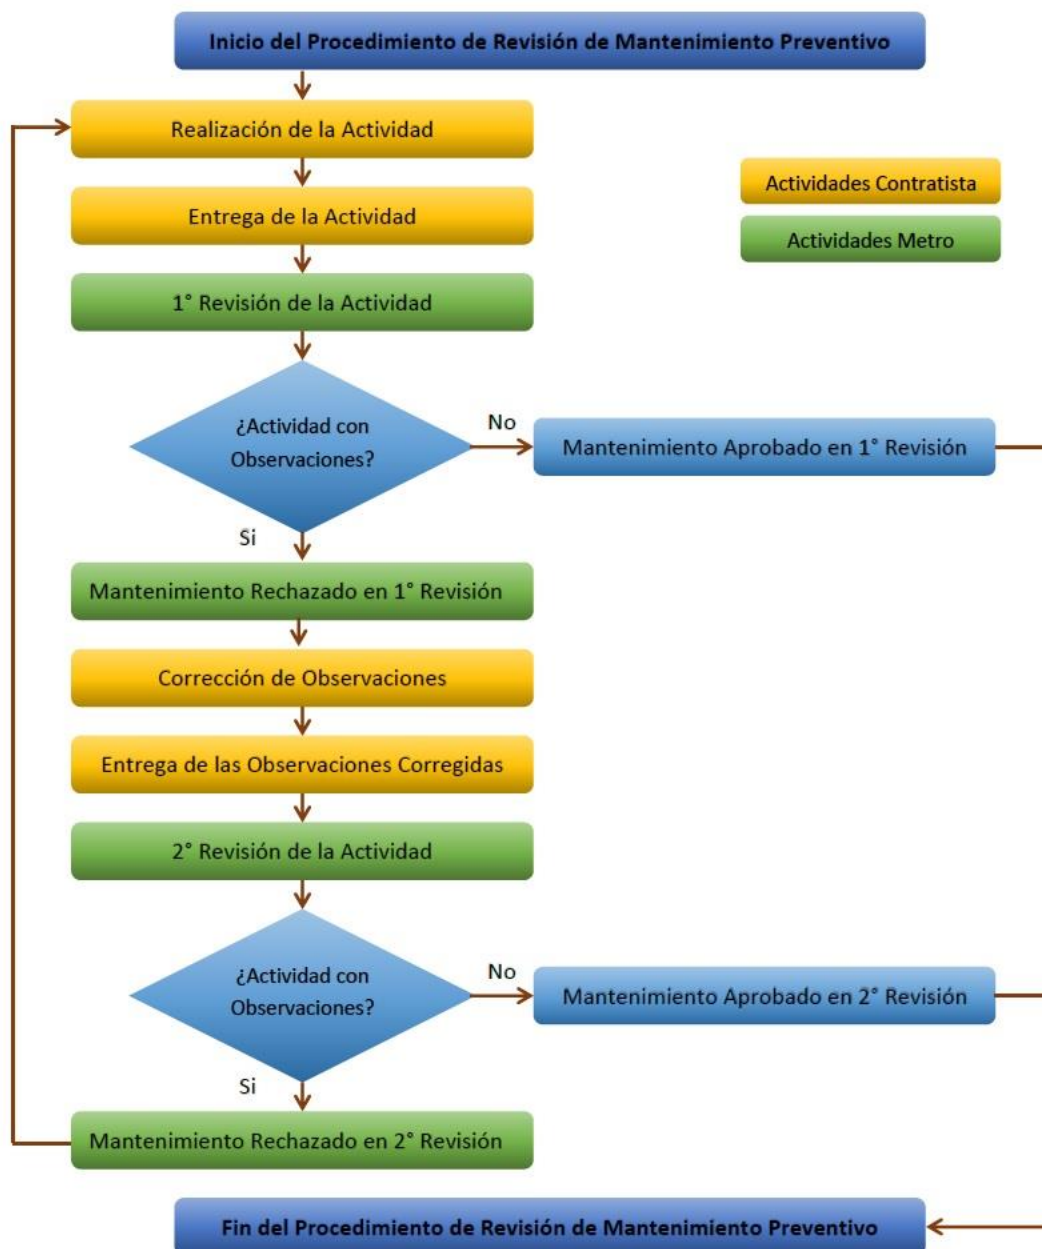 Inicio del Procedimiento de Revisión de Mantenimiento Preventivo
Realización de la Actividad
Actividades Contratista
Entrega de la Actividad
Actividades Metro
1° Revisión de la Actividad
¿Actividad con
Observaciones?
No
Mantenimiento Aprobado en 1° Revisión
Si
Mantenimiento Rechazado en 1° Revisión
Corrección de Observaciones
Entrega de las Observaciones Corregidas
2° Revisión de la Actividad
¿Actividad con
Observaciones?
No
Mantenimiento Aprobado en 2° Revisión
Si
Mantenimiento Rechazado en 2° Revisión
Fin del Procedimiento de Revisión de Mantenimiento Preventivo